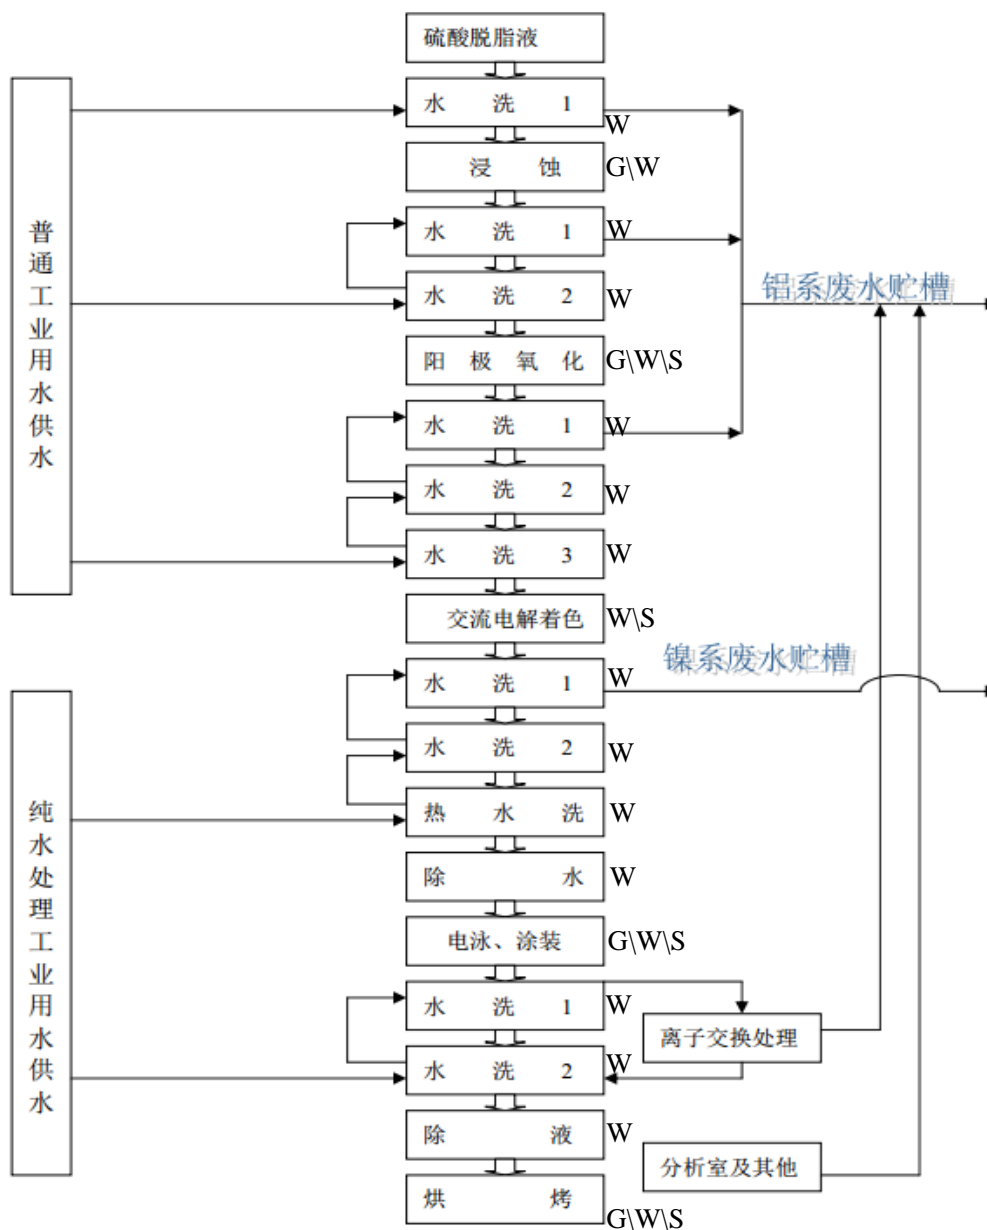 硫酸脱脂液
水 洗 1
W
浸 蚀
G\W
水 洗 1
W
水 洗 2
W
阳 极 氧 化
G\W\S
水 洗 1
W
水 洗 2
W
水 洗 3
W
交流电解着色
W\S
水 洗 1
W
水 洗 2
W
热 水 洗
W
除 水
W
电泳、涂装
G\W\S
水 洗 1
W
水 洗 2
W
除 液
W
烘 烤
G\W\S
普通工业用水供水
纯水处理工业用水供水
铝系废水贮槽
镍系废水贮槽
离子交换处理
分析室及其他